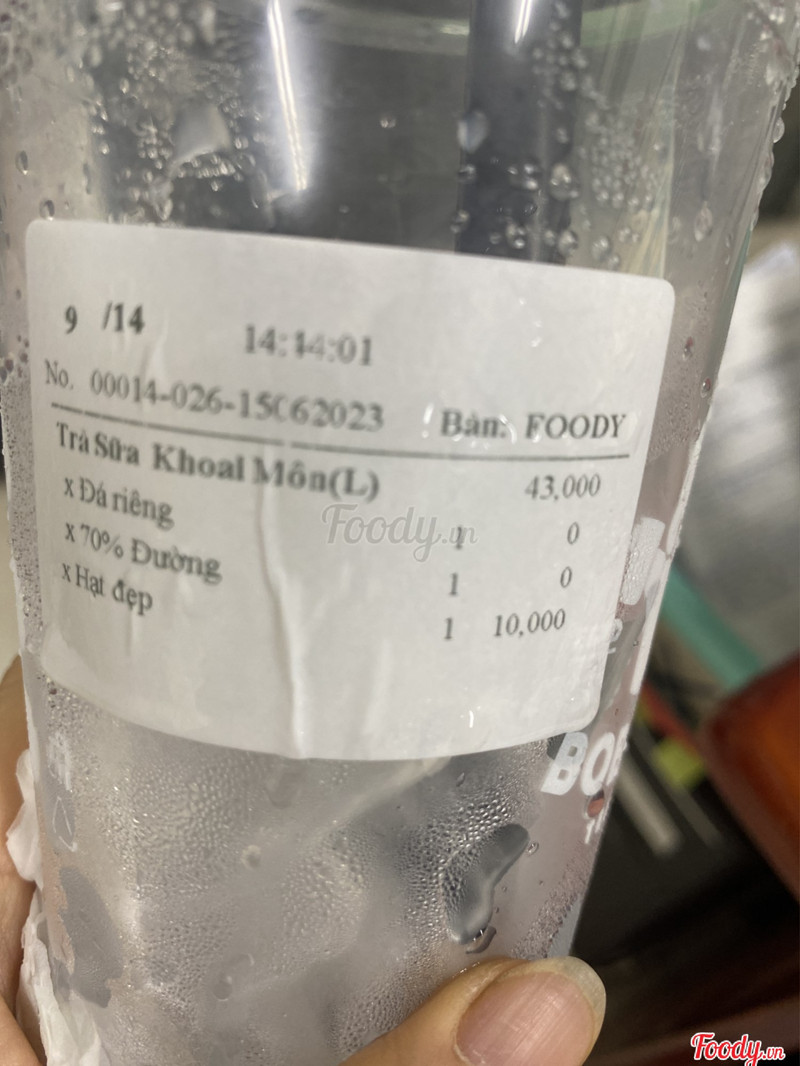 9 /14 14:14:01
No. 00014-026-15062023 Bàn: FOODY
Trà Sữa Khoai Môn(L) 43,000
x Đá riêng 1 0
x 70% Đường 1 0
x Hạt đẹp 1 10,000
Foody.vn
Foody.vn